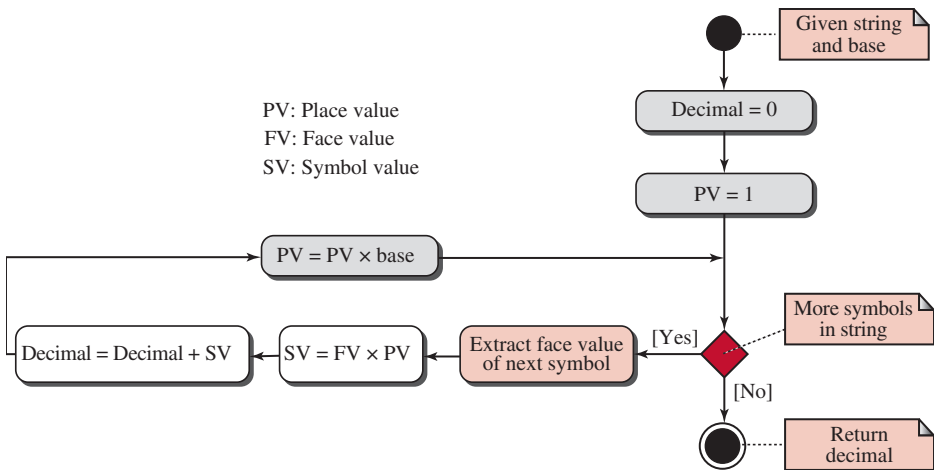 Given string
and base
Decimal = 0
PV: Place value
FV: Face value
SV: Symbol value
PV = 1
PV = PV × base
More symbols
in string
[Yes]
Extract face value
of next symbol
SV = FV × PV
Decimal = Decimal + SV
[No]
Return
decimal